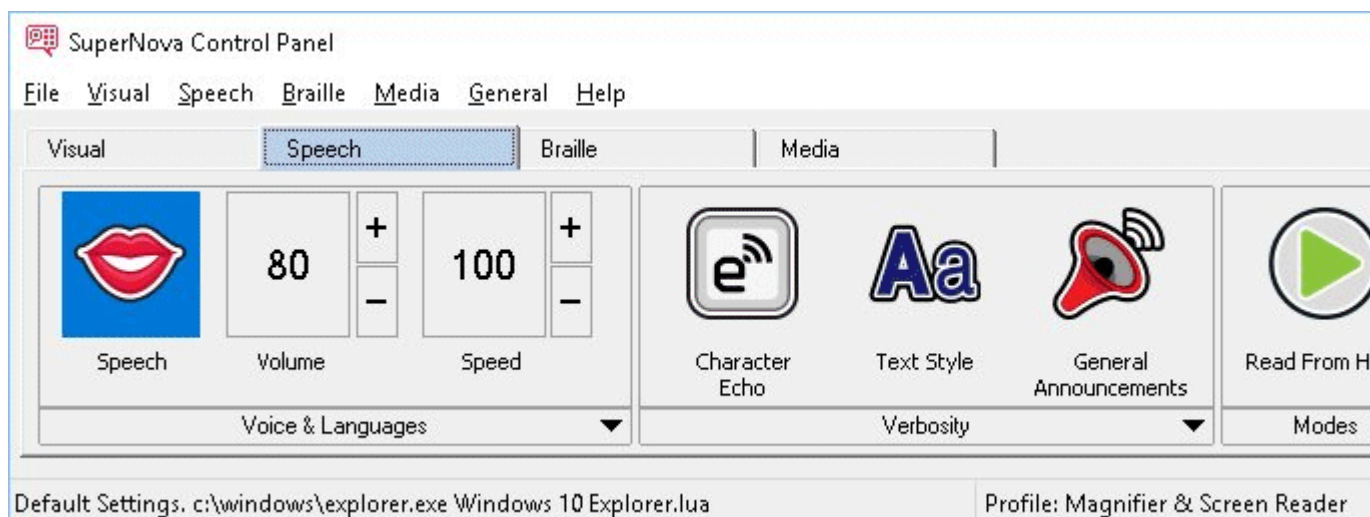 SuperNova Control Panel
File Visual Speech Braille Media General Help
Visual Speech Braille Media
80 + - 100 + -
e Aa
Speech Volume Speed Character Echo Text Style General Announcements Read From H
Voice & Languages Verbosity Modes
Default Settings. c:\windows\explorer.exe Windows 10 Explorer.lua Profile: Magnifier & Screen Reader